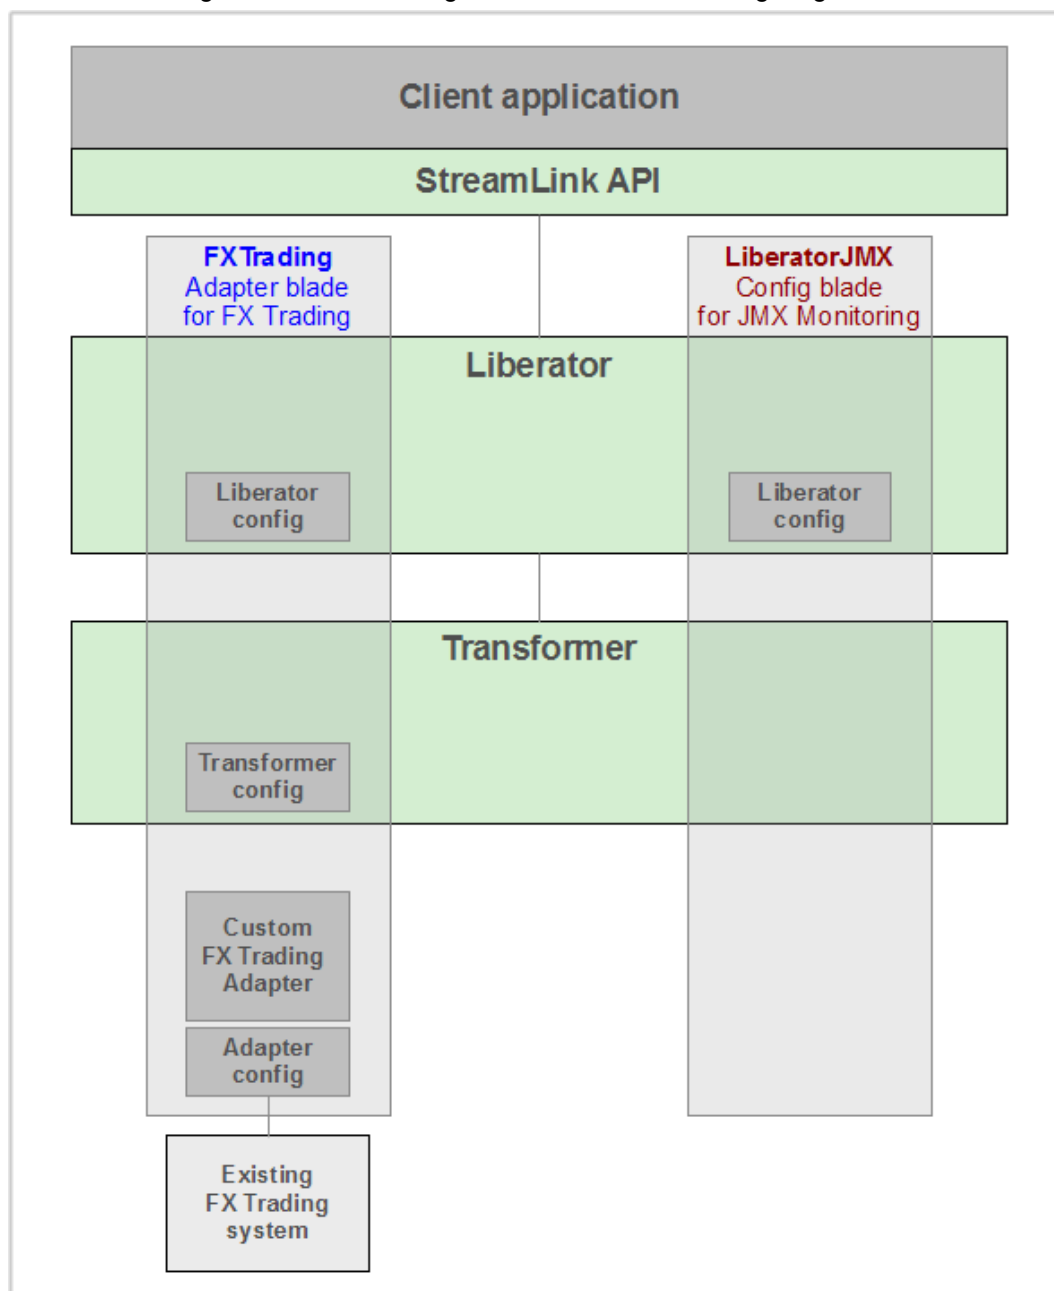 Client application
StreamLink API
FXTrading
Adapter blade
for FX Trading
LiberatorJMX
Config blade
for JMX Monitoring
Liberator
Liberator
config
Liberator
config
Transformer
Transformer
config
Custom
FX Trading
Adapter
Adapter
config
Existing
FX Trading
system